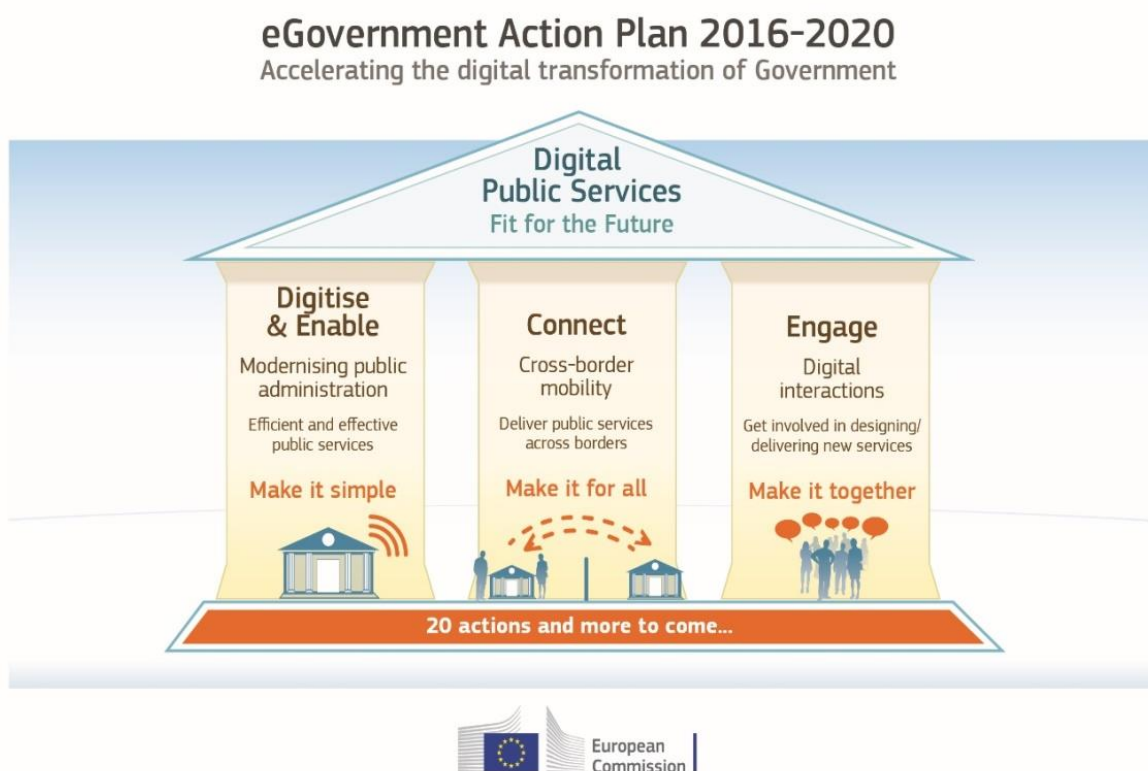 eGovernment Action Plan 2016-2020
Accelerating the digital transformation of Government
Digital
Public Services
Fit for the Future
Digitise
& Enable
Modernising public
administration
Efficient and effective
public services
Make it simple
Connect
Cross-border
mobility
Deliver public services
across borders
Make it for all
Engage
Digital
interactions
Get involved in designing/
delivering new services
Make it together
20 actions and more to come...
European
Commission